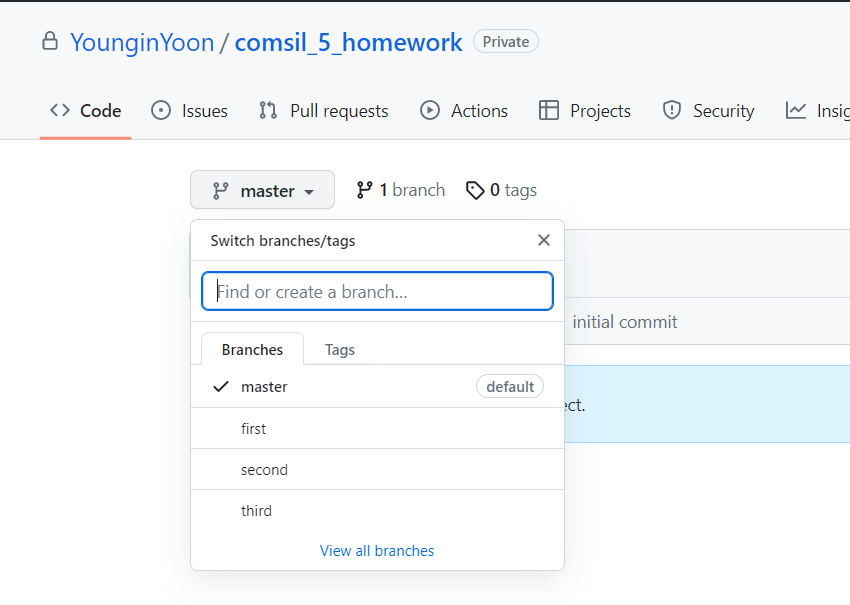 YounginYoon / comsil_5_homework Private
Code Issues Pull requests Actions Projects Security Insig
master 1 branch 0 tags
Switch branches/tags
Find or create a branch...
initial commit
Branches Tags
master default
ect.
first
second
third
View all branches